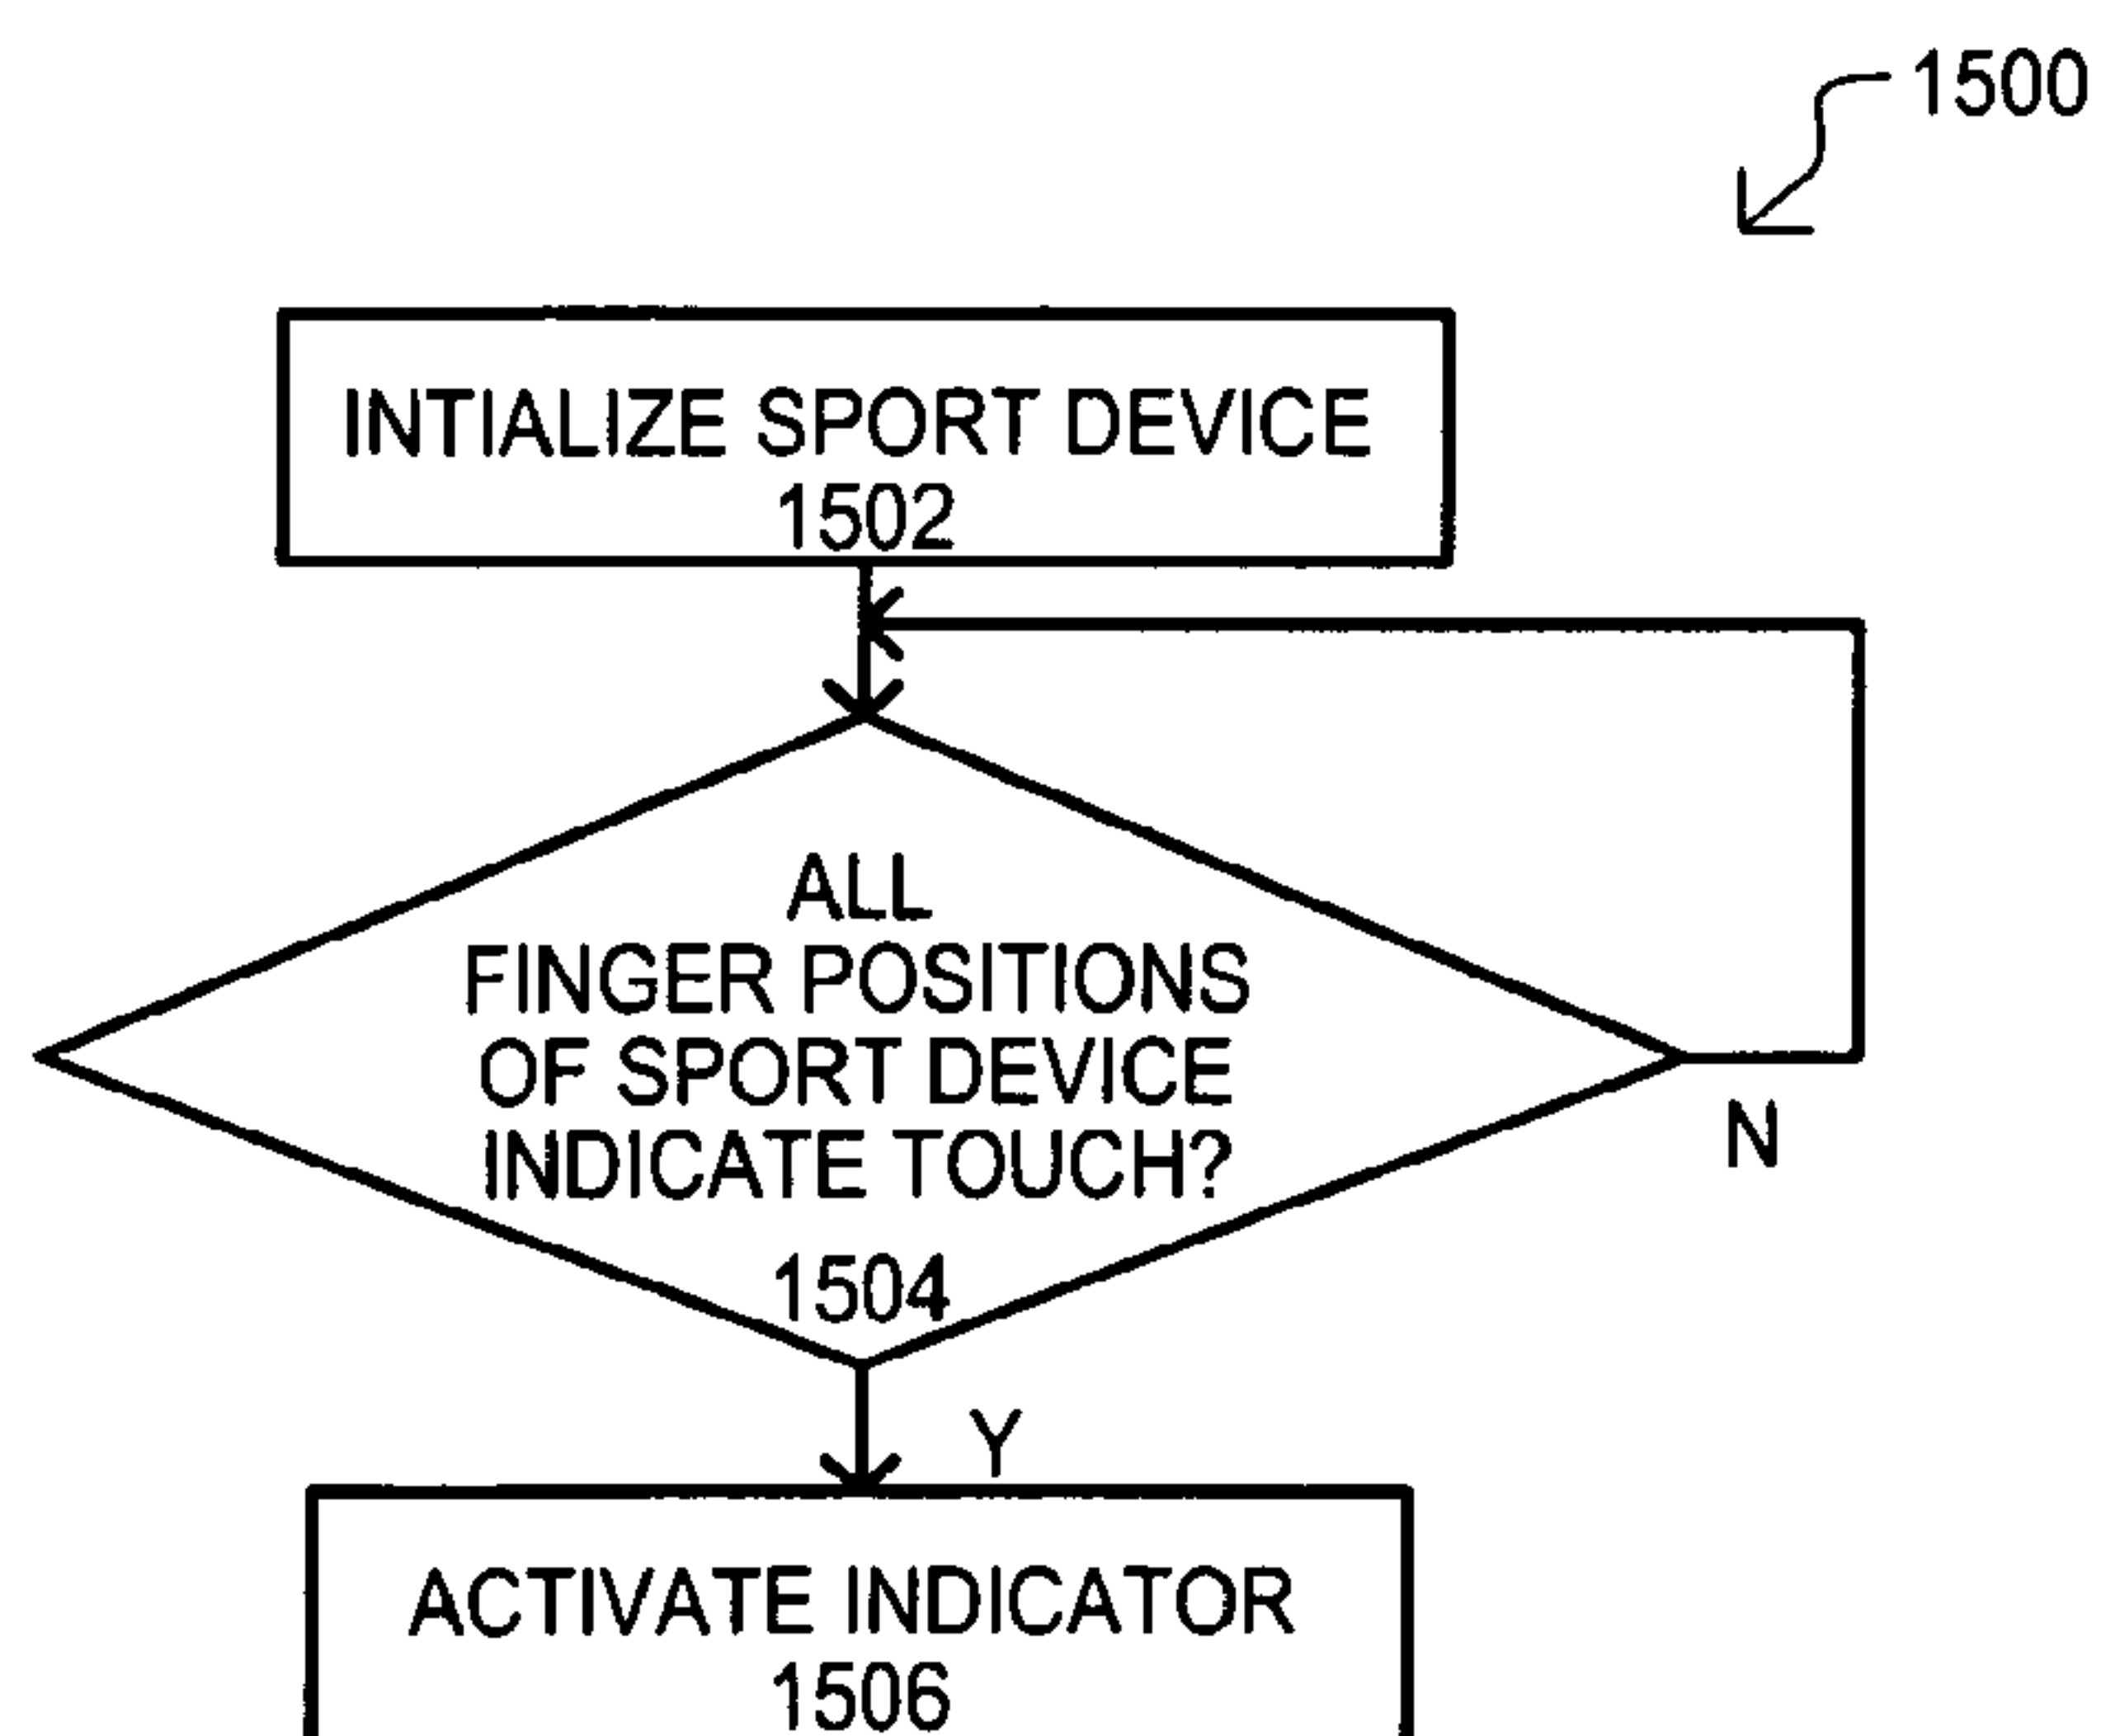 1500
INTIALIZE SPORT DEVICE
1502
ALL
FINGER POSITIONS
OF SPORT DEVICE
INDICATE TOUCH?
1504
N
Y
ACTIVATE INDICATOR
1506